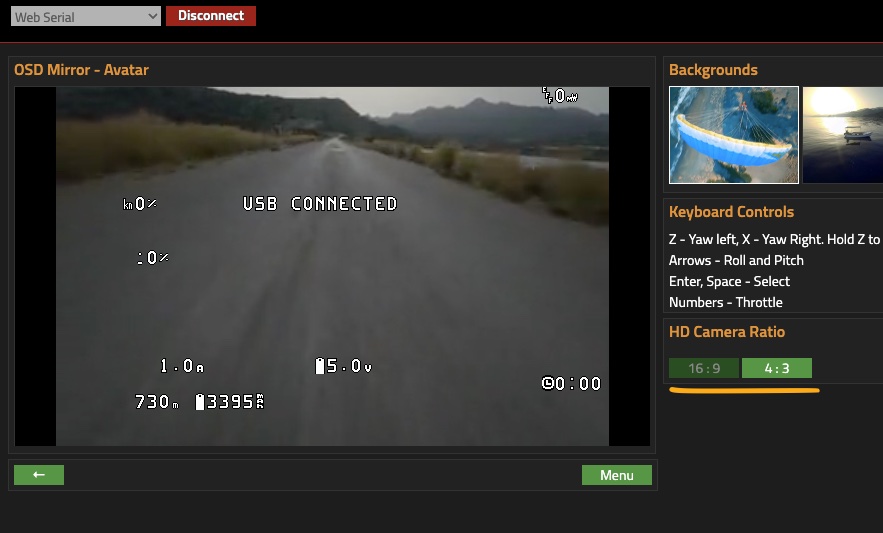 Web Serial
Disconnect
OSD Mirror - Avatar
0
USB CONNECTED
0%
1.0A
5.0V
0:00
730m
3395
←
Menu
Backgrounds
Keyboard Controls
Z - Yaw left, X - Yaw Right. Hold Z to
Arrows - Roll and Pitch
Enter, Space - Select
Numbers - Throttle
HD Camera Ratio
16 : 9
4 : 3